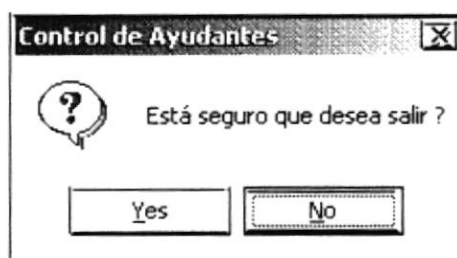 Control de Ayudantes
?
Está seguro que desea salir ?
Yes No